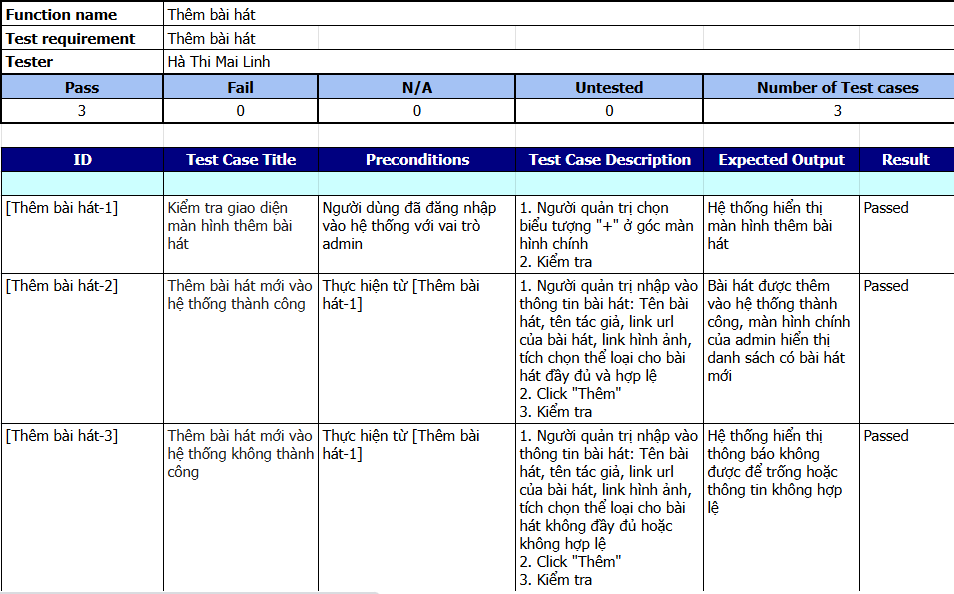 Function name Thêm bài hát
Test requirement Thêm bài hát
Tester Hà Thi Mai Linh
Pass Fail N/A Untested Number of Test cases
3 0 0 0 3
ID Test Case Title Preconditions Test Case Description Expected Output Result
[Thêm bài hát-1]
Kiểm tra giao diện
màn hình thêm bài
hát
Người dùng đã đăng nhập
vào hệ thống với vai trò
admin
1. Người quản trị chọn
biểu tượng "+" ở góc màn
hình chính
2. Kiểm tra
Hệ thống hiển thị
màn hình thêm bài
hát
Passed
[Thêm bài hát-2]
Thêm bài hát mới vào
hệ thống thành công
Thực hiện từ [Thêm bài
hát-1]
1. Người quản trị nhập vào
thông tin bài hát: Tên bài
hát, tên tác giả, link url
của bài hát, link hình ảnh,
tích chọn thể loại cho bài
hát đầy đủ và hợp lệ
2. Click "Thêm"
3. Kiểm tra
Bài hát được thêm
vào hệ thống thành
công, màn hình chính
của admin hiển thị
danh sách có bài hát
mới
Passed
[Thêm bài hát-3]
Thêm bài hát mới vào
hệ thống không thành
công
Thực hiện từ [Thêm bài
hát-1]
1. Người quản trị nhập vào
thông tin bài hát: Tên bài
hát, tên tác giả, link url
của bài hát, link hình ảnh,
tích chọn thể loại cho bài
hát không đầy đủ hoặc
không hợp lệ
2. Click "Thêm"
3. Kiểm tra
Hệ thống hiển thị
thông báo không
được để trống hoặc
thông tin không hợp
lệ
Passed